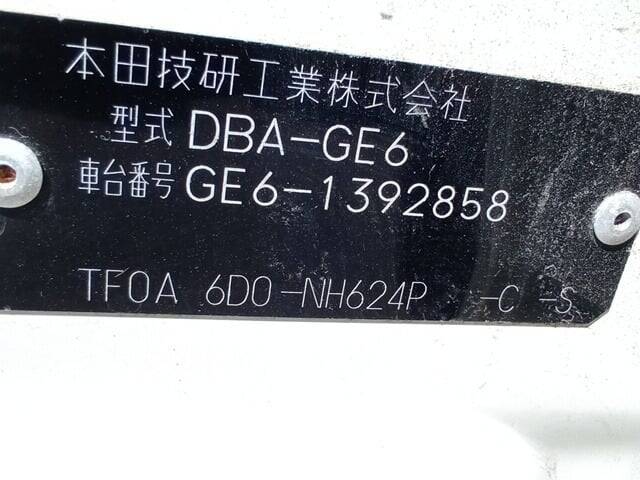 本田技研工業株式会社
型式 DBA-GE6
車台番号 GE6-1392858
TF0A 6D0-NH624P -C -S